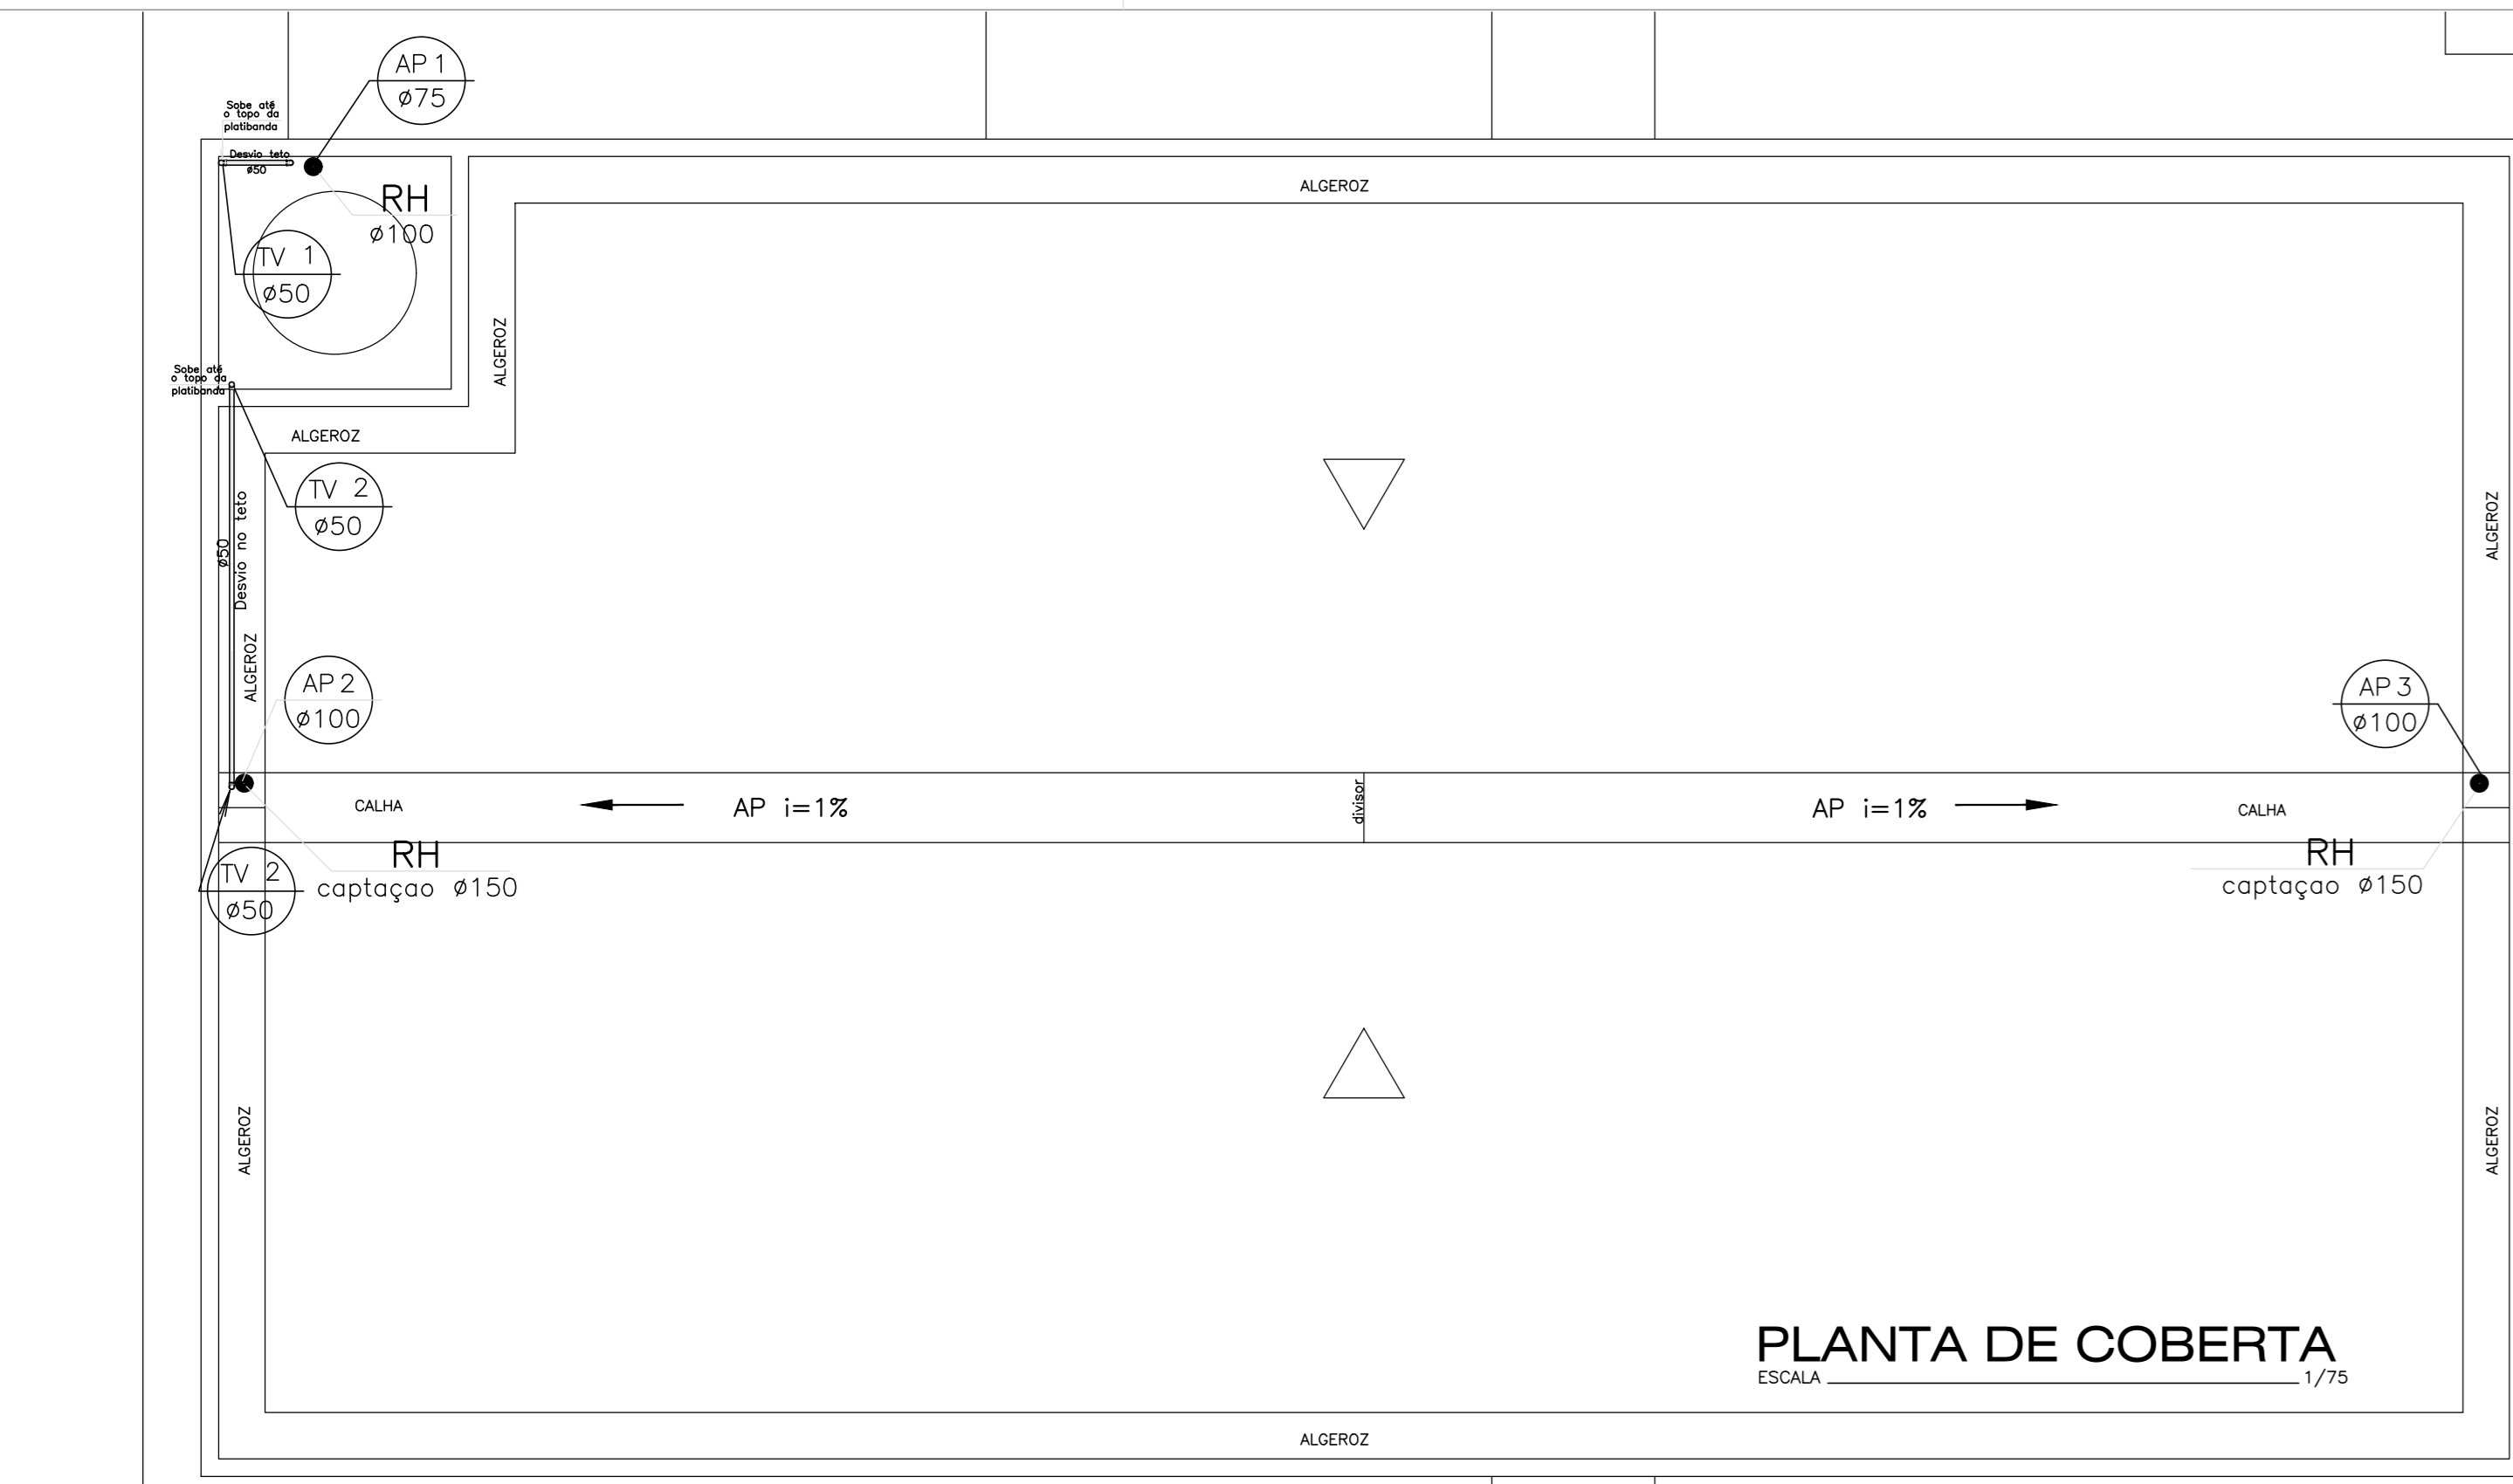 AP 1
ø75
Sobe até
o topo da
platibanda
Desvio teto
ø50
RH
ø100
ALGEROZ
TV 1
ø50
ALGEROZ
Sobe até
o topo da
platibanda
ALGEROZ
TV 2
ø50
Desvio no teto
ø50
ALGEROZ
ALGEROZ
AP 2
ø100
AP 3
ø100
CALHA
AP i=1%
divisor
AP i=1%
CALHA
RH
captaçao ø150
TV 2
ø50
RH
captaçao ø150
ALGEROZ
ALGEROZ
PLANTA DE COBERTA
ESCALA 1/75
ALGEROZ